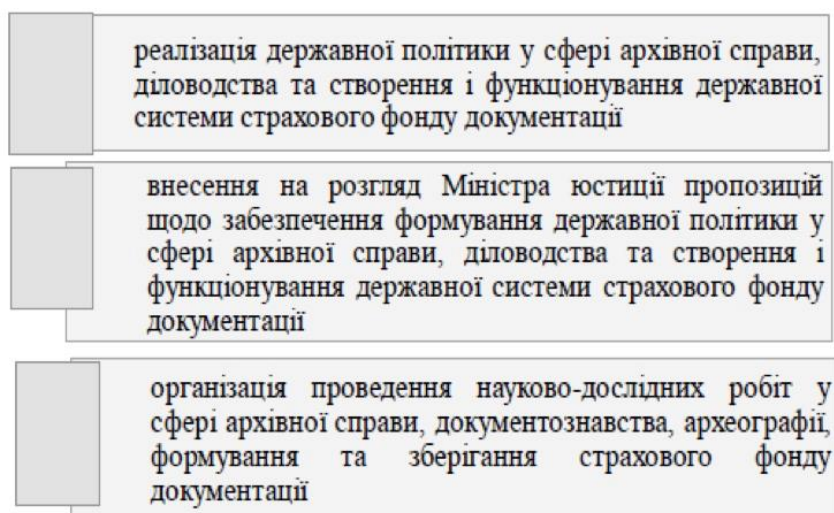 реалізація державної політики у сфері архівної справи,
діловодства та створення і функціонування державної
системи страхового фонду документації
внесення на розгляд Міністра юстиції пропозицій
щодо забезпечення формування державної політики у
сфері архівної справи, діловодства та створення і
функціонування державної системи страхового фонду
документації
організація проведення науково-дослідних робіт у
сфері архівної справи, документознавства, археографії,
формування та зберігання страхового фонду
документації